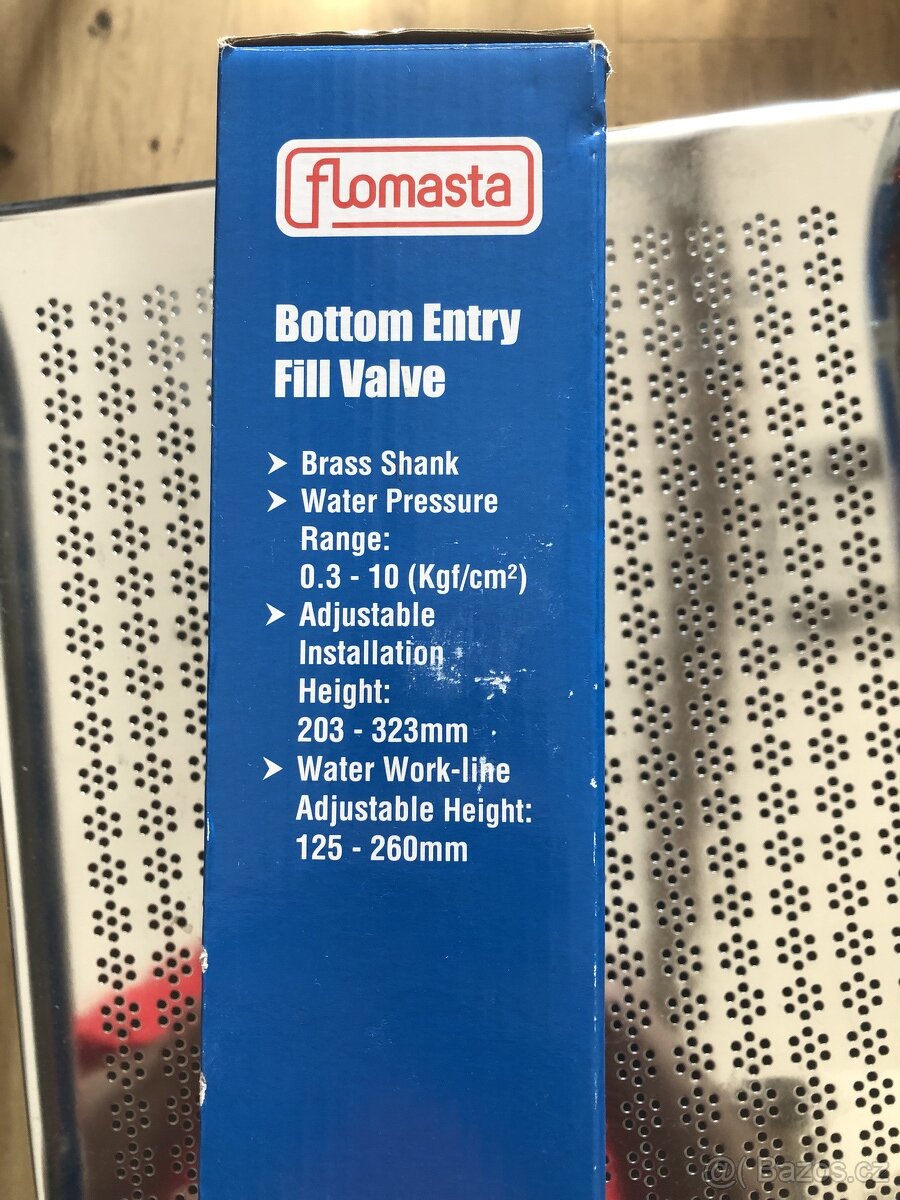 flomasta
Bottom Entry
Fill Valve
➤ Brass Shank
➤ Water Pressure
Range:
0.3 - 10 (Kgf/cm²)
➤ Adjustable
Installation
Height:
203 - 323mm
➤ Water Work-line
Adjustable Height:
125 - 260mm
@( Bazos.cz